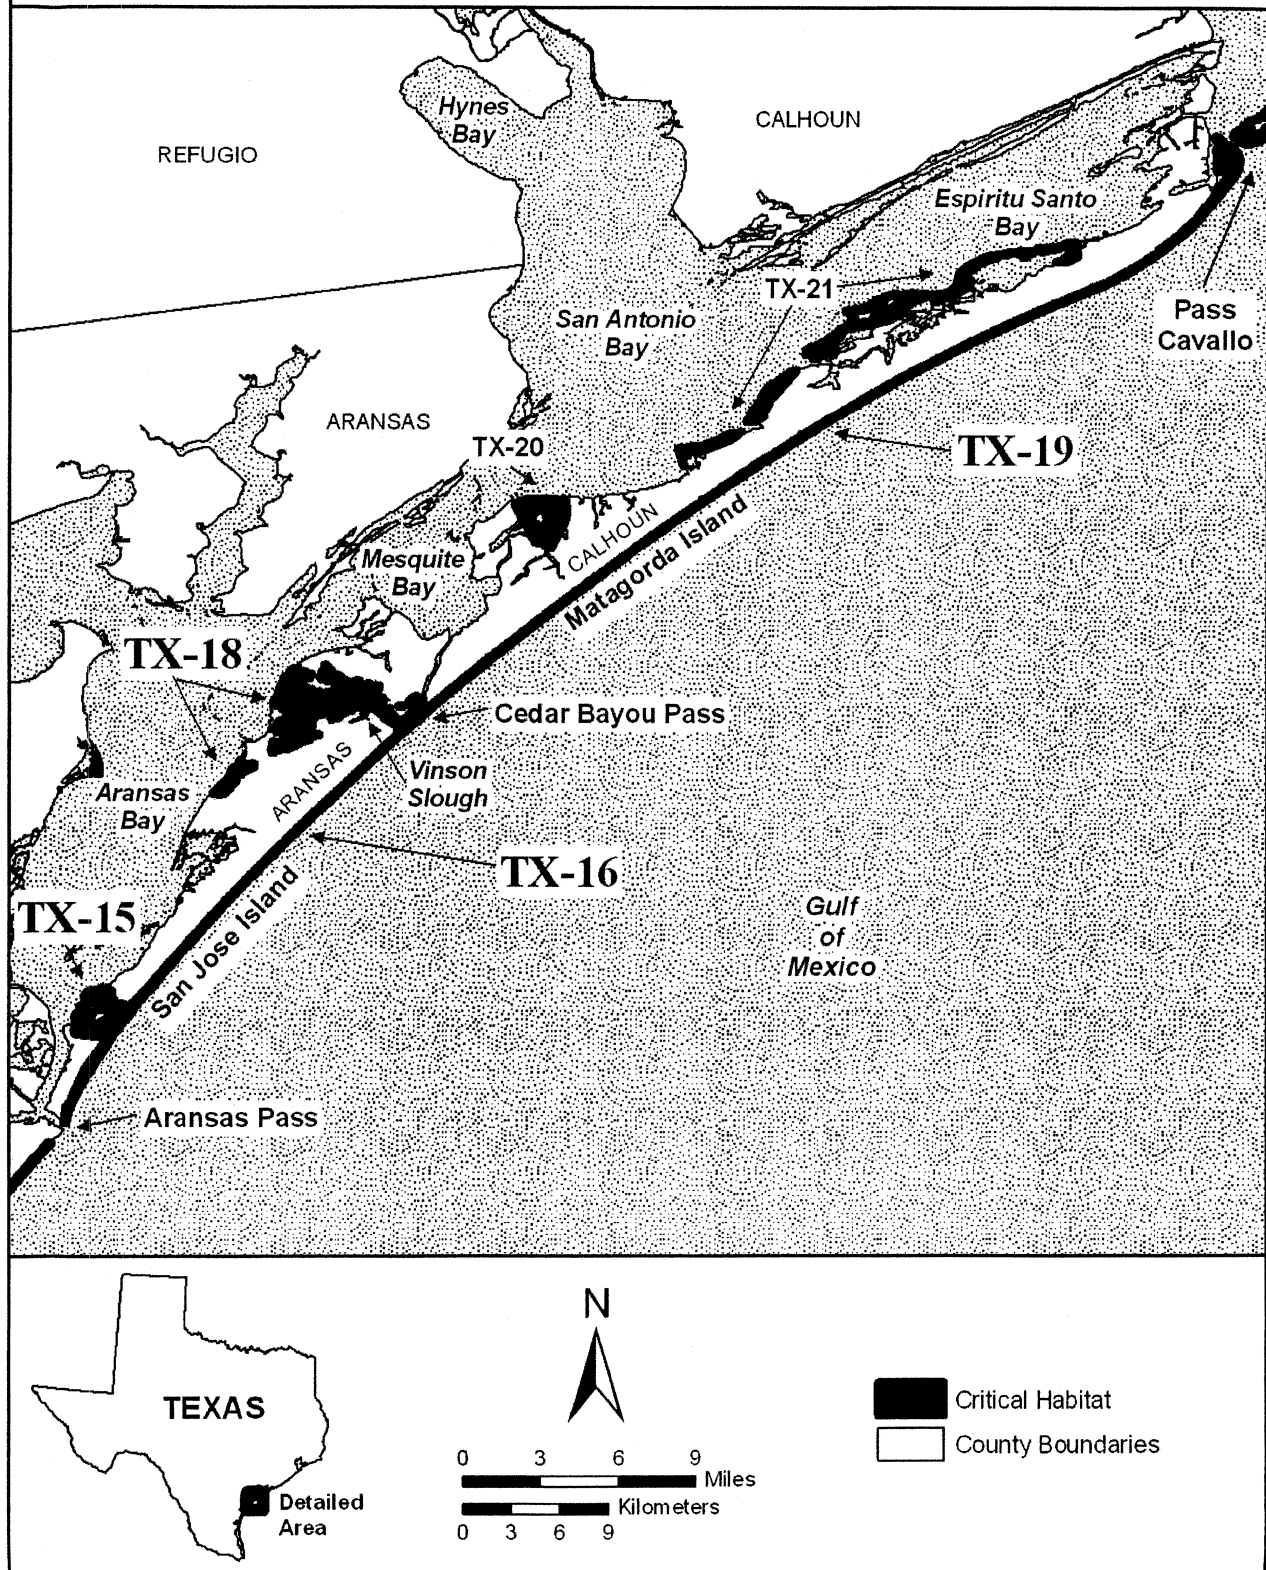 Hynes
Bay
CALHOUN
REFUGIO
Espiritu Santo
Bay
TX-21
San Antonio
Bay
Pass
Cavallo
ARANSAS
TX-20
TX-19
CALHOUN
Mesquite
Bay
Matagorda Island
TX-18
Cedar Bayou Pass
Vinson
Slough
ARANSAS
Aransas
Bay
TX-16
San Jose Island
TX-15
Gulf
of
Mexico
Aransas Pass
TEXAS
Detailed
Area
N
0 3 6 9
Miles
Kilometers
0 3 6 9
Critical Habitat
County Boundaries